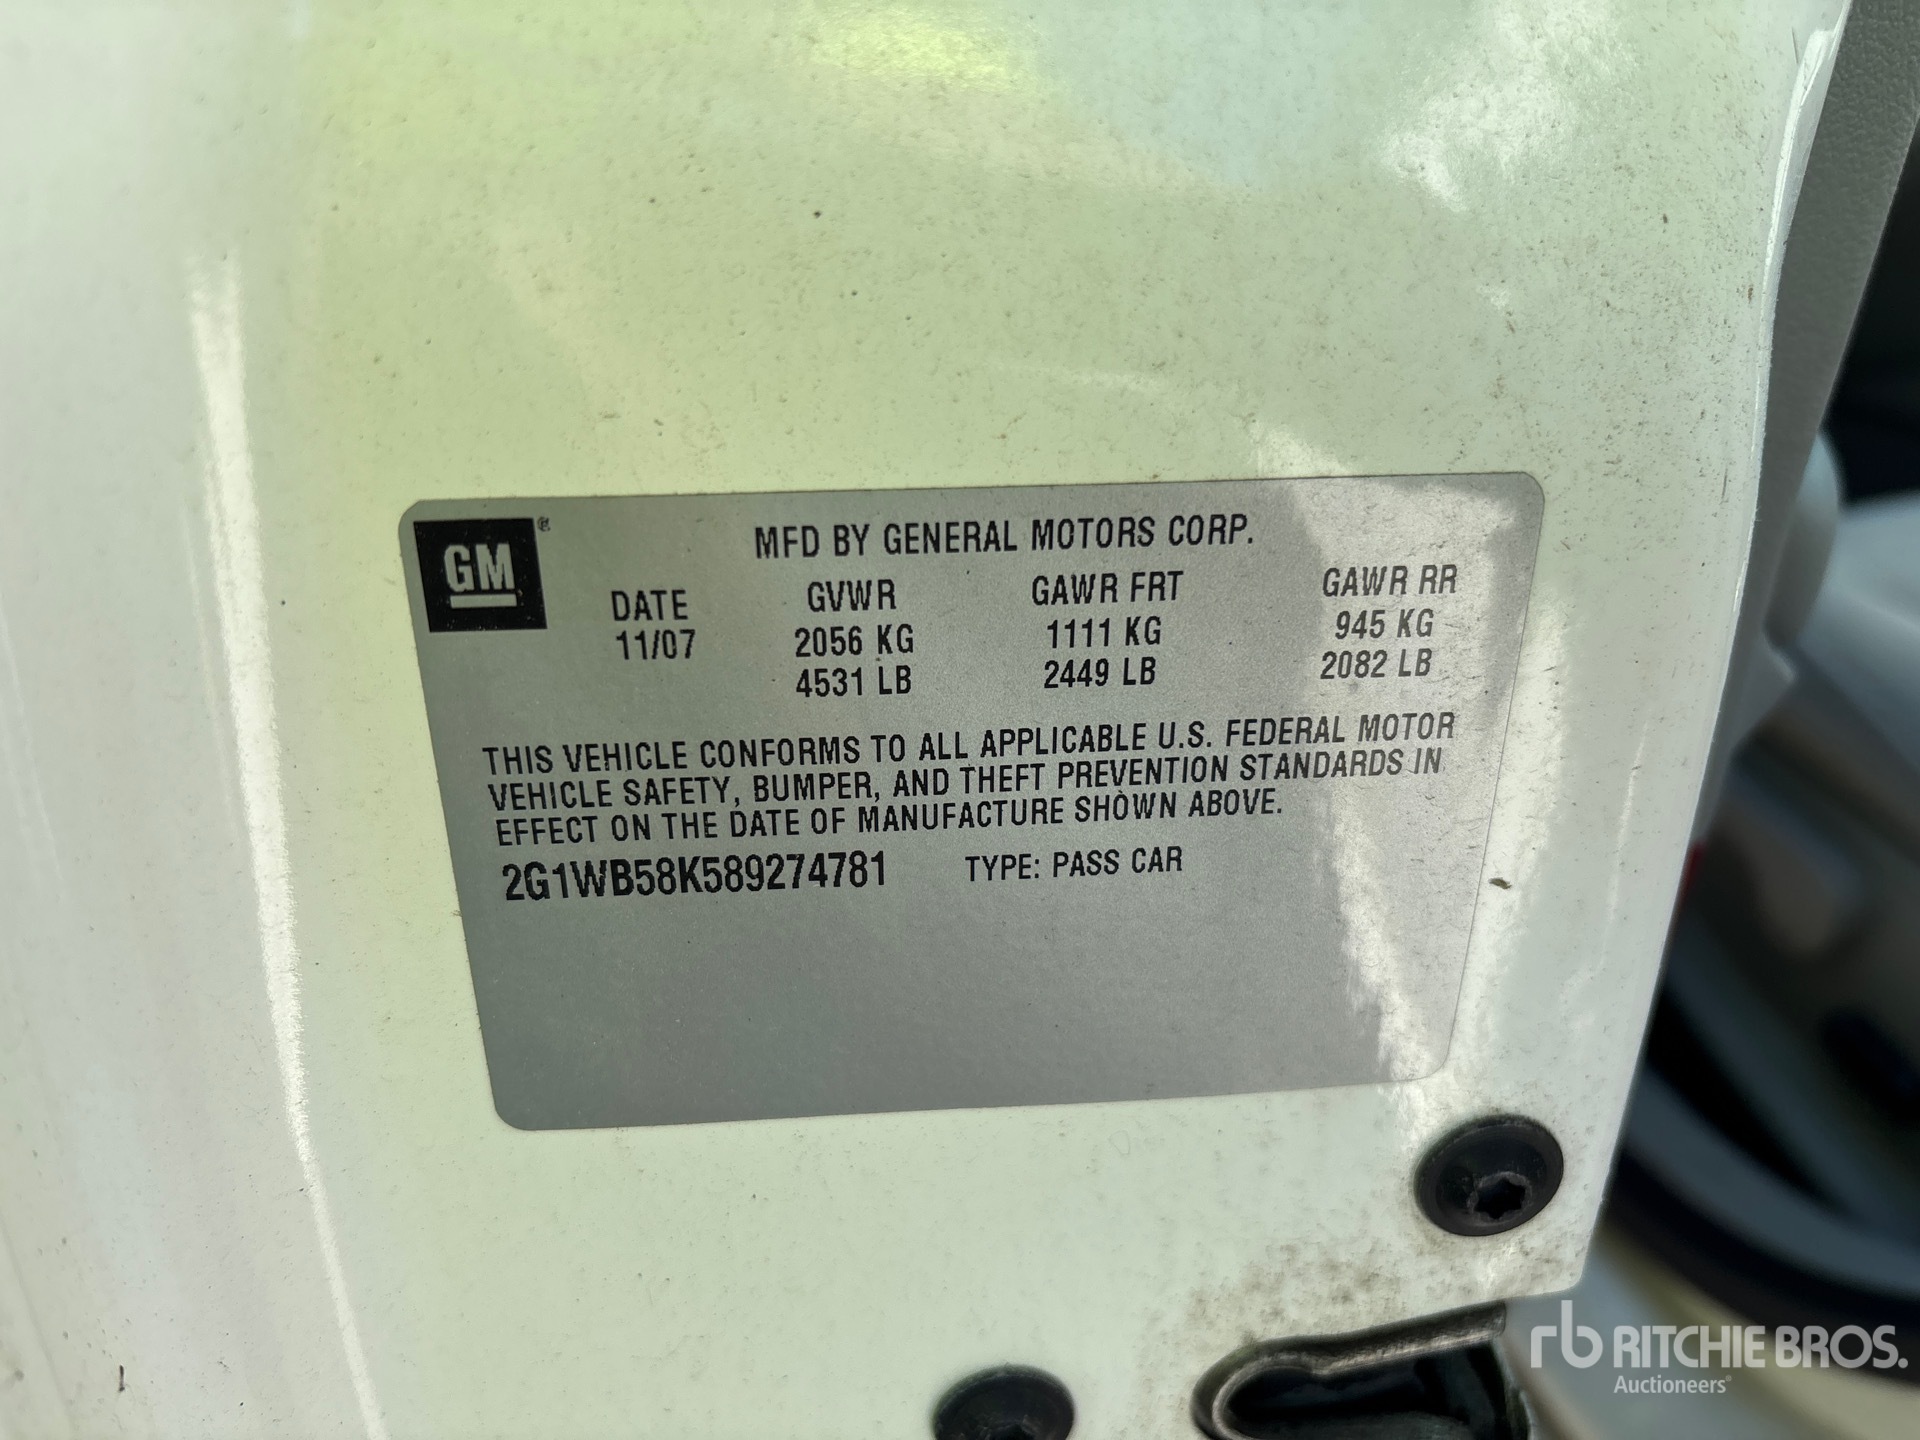 GM
MFD BY GENERAL MOTORS CORP.
DATE GVWR GAWR FRT GAWR RR
11/07 2056 KG 1111 KG 945 KG
4531 LB 2449 LB 2082 LB
THIS VEHICLE CONFORMS TO ALL APPLICABLE U.S. FEDERAL MOTOR
VEHICLE SAFETY, BUMPER, AND THEFT PREVENTION STANDARDS IN
EFFECT ON THE DATE OF MANUFACTURE SHOWN ABOVE.
2G1WB58K589274781 TYPE: PASS CAR
rb RITCHIE BROS.
Auctioneers